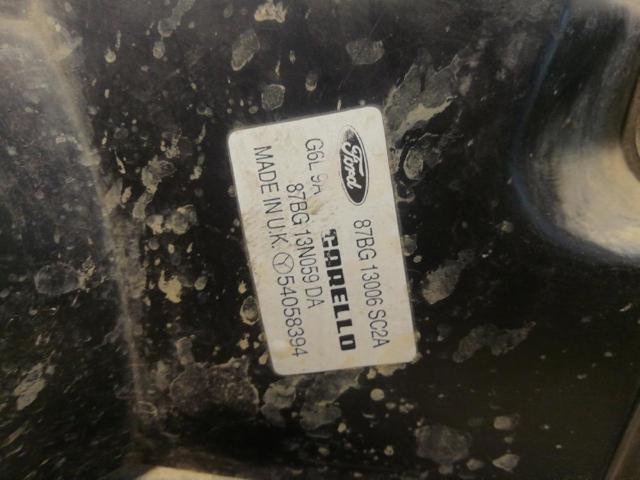 Ford 87BG 13006 SC2A
G6L 9A CARELLO
87BG 13N059 DA
MADE IN U.K. 54058394